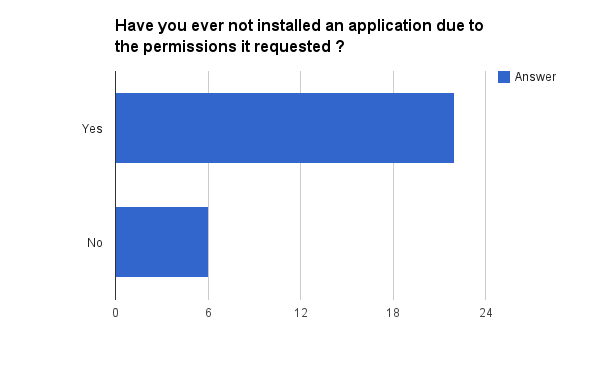 Have you ever not installed an application due to
the permissions it requested ?
Answer
Yes
No
0 6 12 18 24